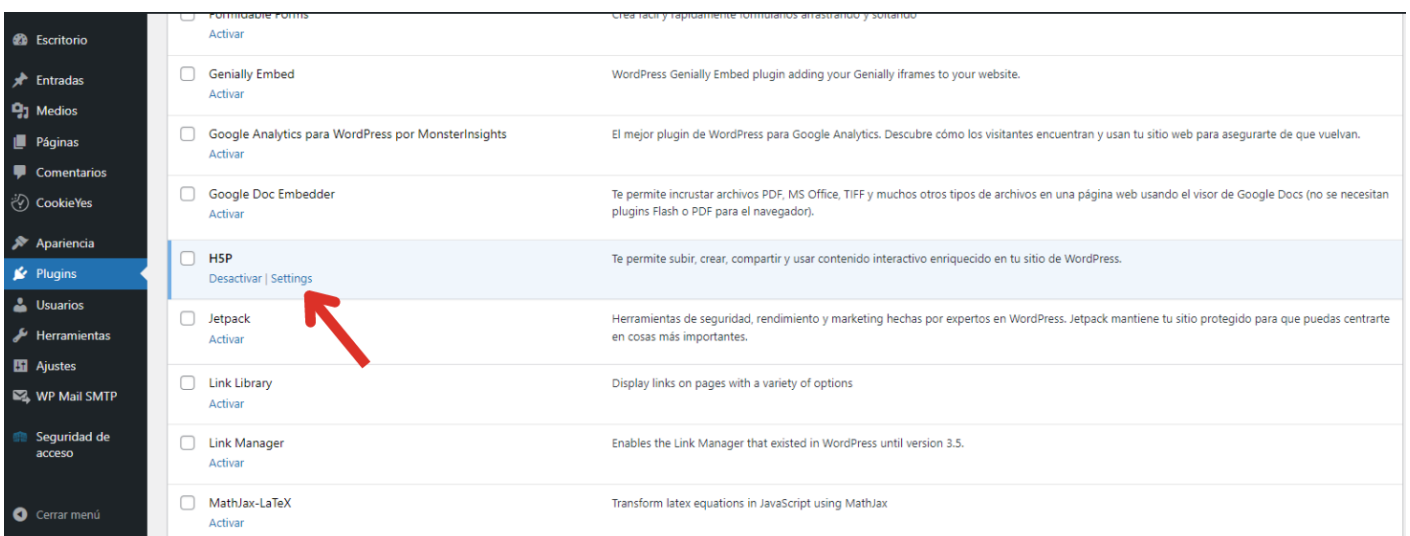 Formidable Forms
Crea fácil y rápidamente formularios arrastrando y soltando
Activar
Escritorio
Entradas
Medios
Páginas
Comentarios
CookieYes
Apariencia
Plugins
Usuarios
Herramientas
Ajustes
WP Mail SMTP
Seguridad de
acceso
Cerrar menú
Genially Embed
Activar
WordPress Genially Embed plugin adding your Genially iframes to your website.
Google Analytics para WordPress por MonsterInsights
Activar
El mejor plugin de WordPress para Google Analytics. Descubre cómo los visitantes encuentran y usan tu sitio web para asegurarte de que vuelvan.
Google Doc Embedder
Activar
Te permite incrustar archivos PDF, MS Office, TIFF y muchos otros tipos de archivos en una página web usando el visor de Google Docs (no se necesitan
plugins Flash o PDF para el navegador).
H5P
Desactivar | Settings
Te permite subir, crear, compartir y usar contenido interactivo enriquecido en tu sitio de WordPress.
Jetpack
Activar
Herramientas de seguridad, rendimiento y marketing hechas por expertos en WordPress. Jetpack mantiene tu sitio protegido para que puedas centrarte
en cosas más importantes.
Link Library
Activar
Display links on pages with a variety of options
Link Manager
Activar
Enables the Link Manager that existed in WordPress until version 3.5.
MathJax-LaTeX
Activar
Transform latex equations in JavaScript using MathJax